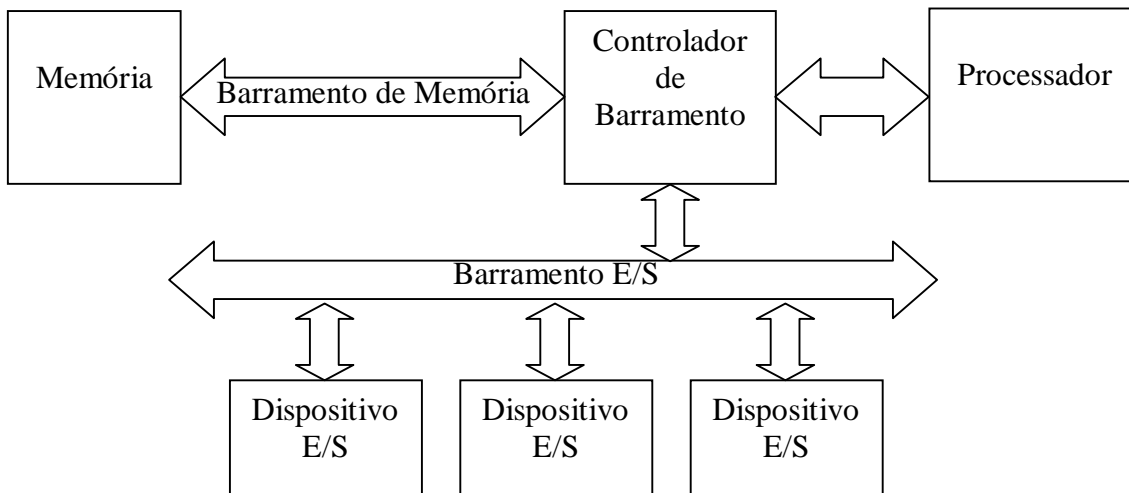 Memória
Barramento de Memória
Controlador
de
Barramento
Processador
Barramento E/S
Dispositivo
E/S
Dispositivo
E/S
Dispositivo
E/S